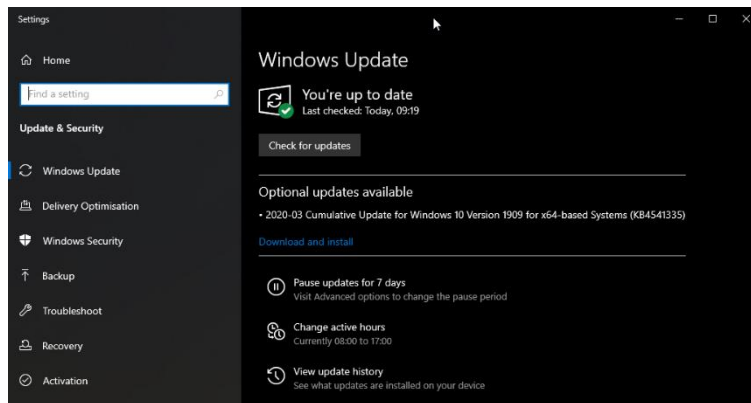 Settings
Home
Find a setting
Update & Security
Windows Update
Delivery Optimisation
Windows Security
Backup
Troubleshoot
Recovery
Activation
Windows Update
You're up to date
Last checked: Today, 09:19
Check for updates
Optional updates available
• 2020-03 Cumulative Update for Windows 10 Version 1909 for x64-based Systems (KB4541335)
Download and install
Pause updates for 7 days
Visit Advanced options to change the pause period
Change active hours
Currently 08:00 to 17:00
View update history
See what updates are installed on your device